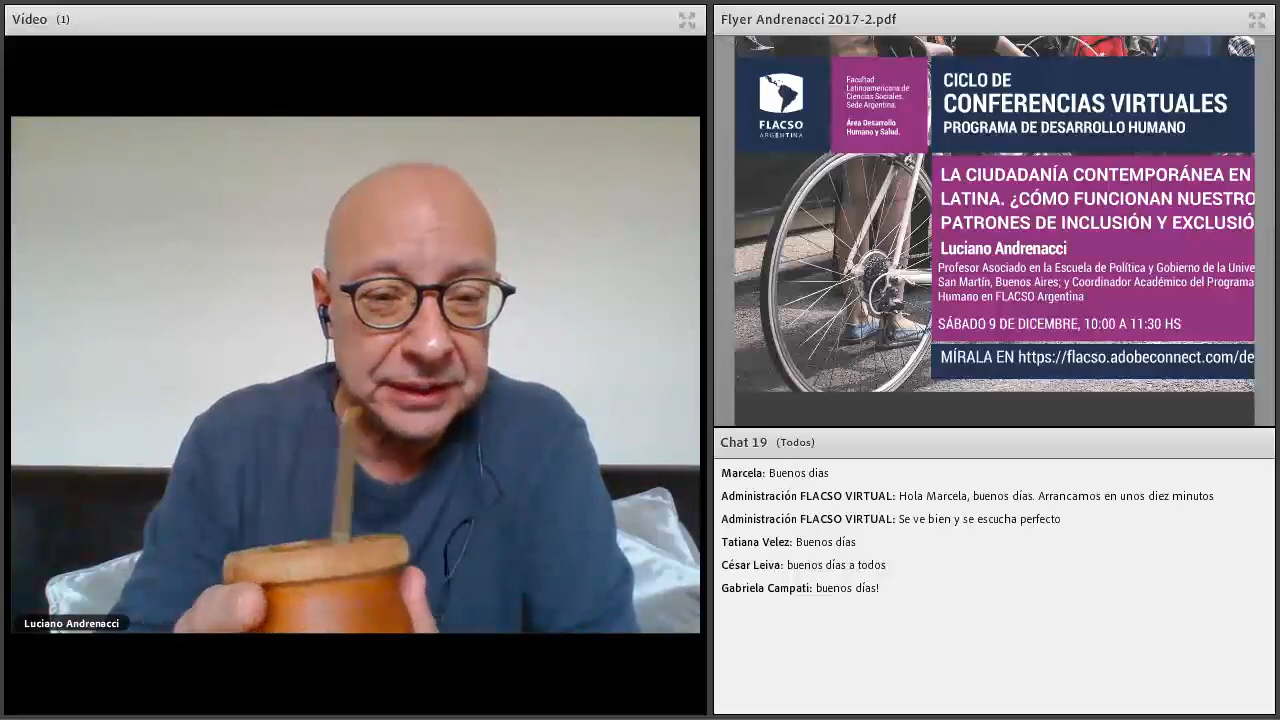 Vídeo (1)
Luciano Andrenacci
Flyer Andrenacci 2017-2.pdf
FLACSO
ARGENTINA
Facultad
Latinoamericana de
Ciencias Sociales.
Sede Argentina.
Área Desarrollo
Humano y Salud.
CICLO DE
CONFERENCIAS VIRTUALES
PROGRAMA DE DESARROLLO HUMANO
LA CIUDADANÍA CONTEMPORÁNEA EN
LATINA. ¿CÓMO FUNCIONAN NUESTRO
PATRONES DE INCLUSIÓN Y EXCLUSIÓ
Luciano Andrenacci
Profesor Asociado en la Escuela de Política y Gobierno de la Unive
San Martín, Buenos Aires; y Coordinador Académico del Programa
Humano en FLACSO Argentina
SÁBADO 9 DE DICIEMBRE, 10:00 A 11:30 HS
MÍRALA EN https://flacso.adobeconnect.com/de
Chat 19 (Todos)
Marcela: Buenos dias
Administración FLACSO VIRTUAL: Hola Marcela, buenos días. Arrancamos en unos diez minutos
Administración FLACSO VIRTUAL: Se ve bien y se escucha perfecto
Tatiana Velez: Buenos días
César Leiva: buenos días a todos
Gabriela Campati: buenos días!